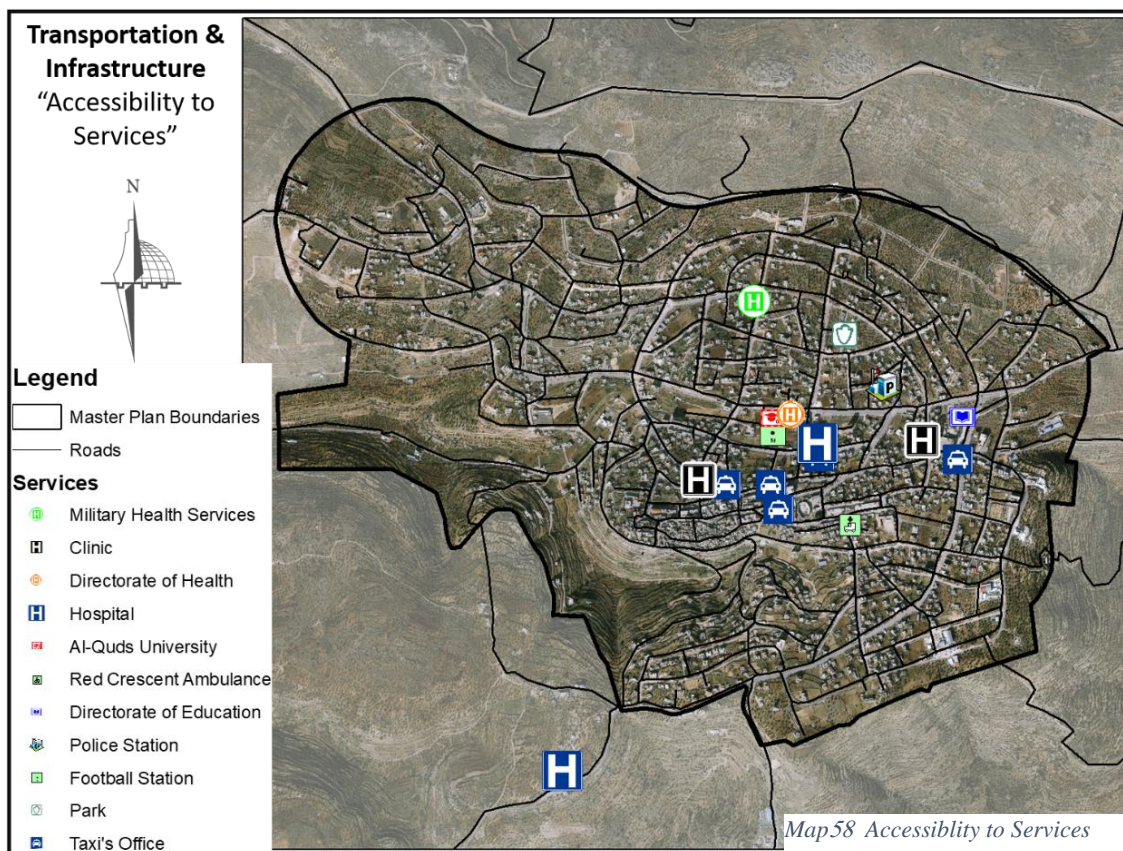 Transportation &
Infrastructure
“Accessibility to
Services”
N
Legend
Master Plan Boundaries
Roads
Services
H Military Health Services
H Clinic
H Directorate of Health
H Hospital
Al-Quds University
Red Crescent Ambulance
Directorate of Education
Police Station
Football Station
Park
Taxi's Office
H
P
H
H
H
H
H
Map58 Accessiblity to Services